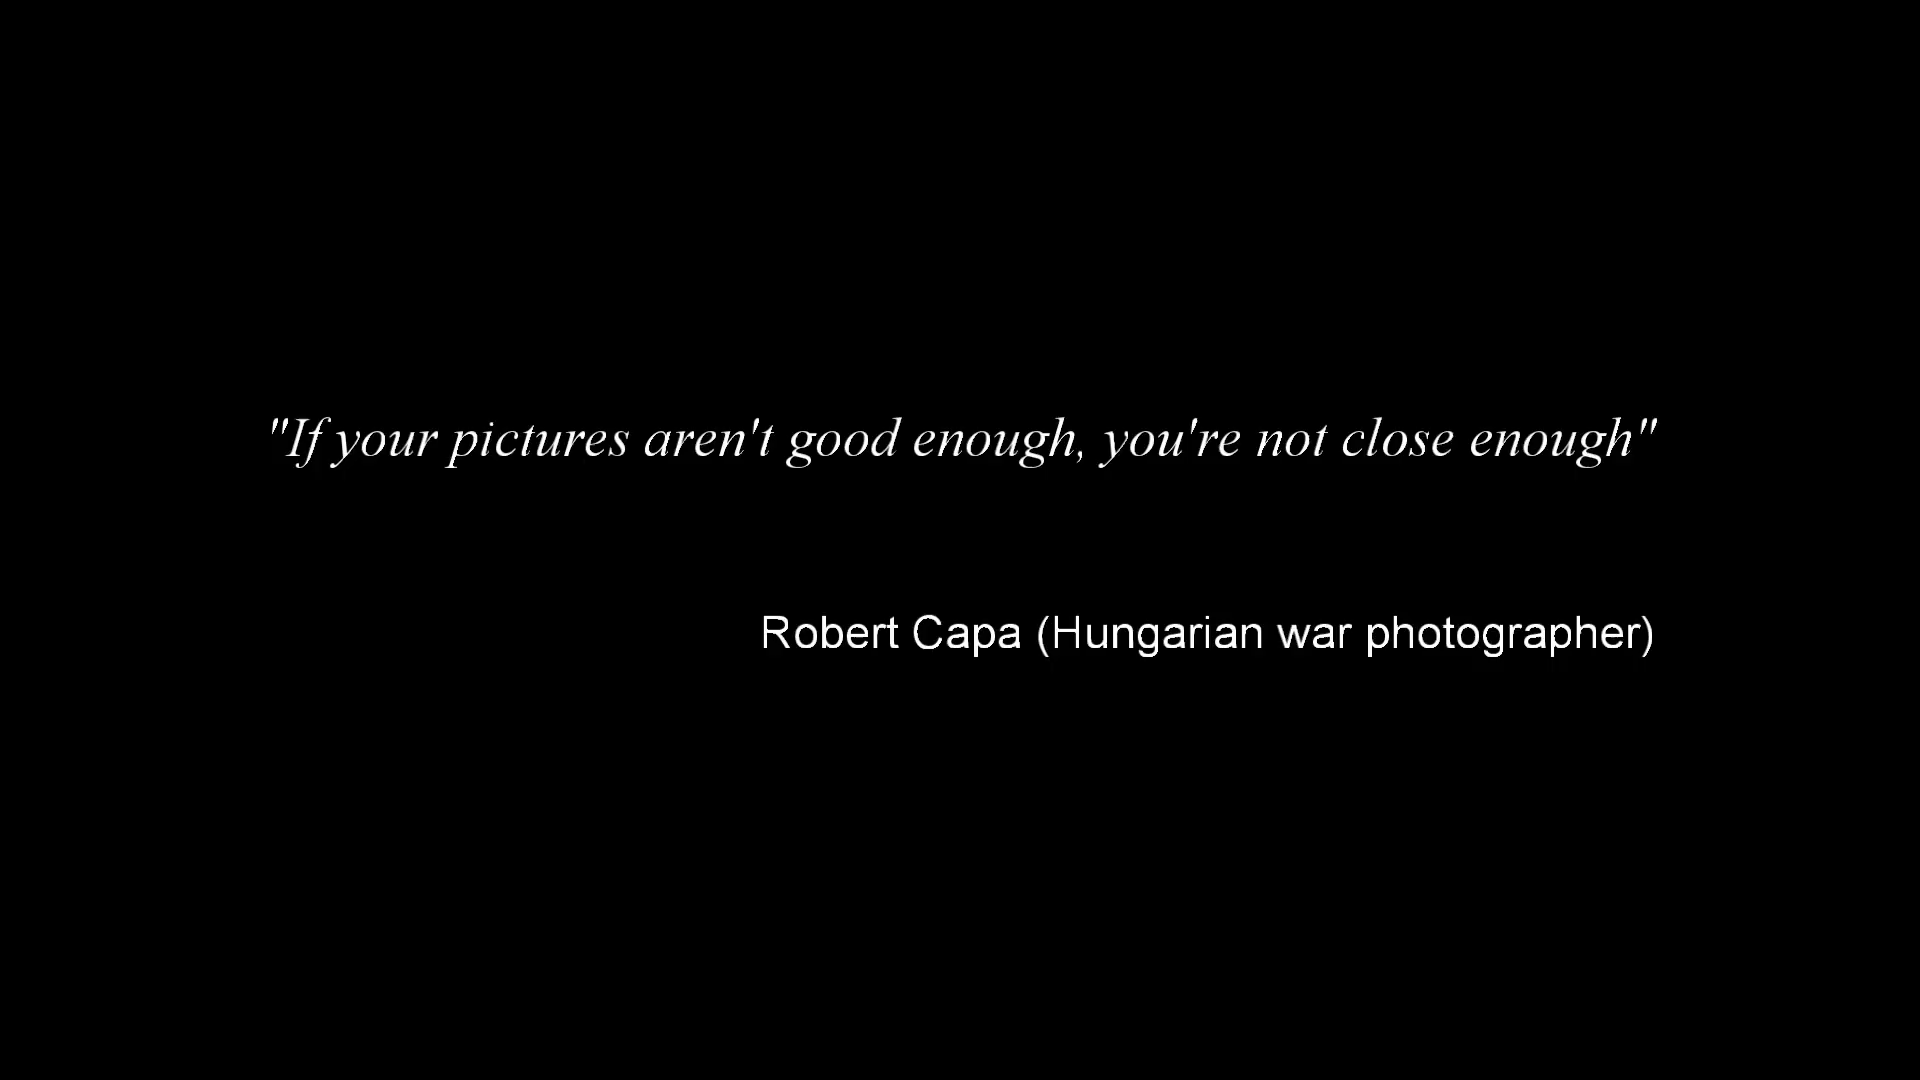 "If your pictures aren't good enough, you're not close enough"
Robert Capa (Hungarian war photographer)